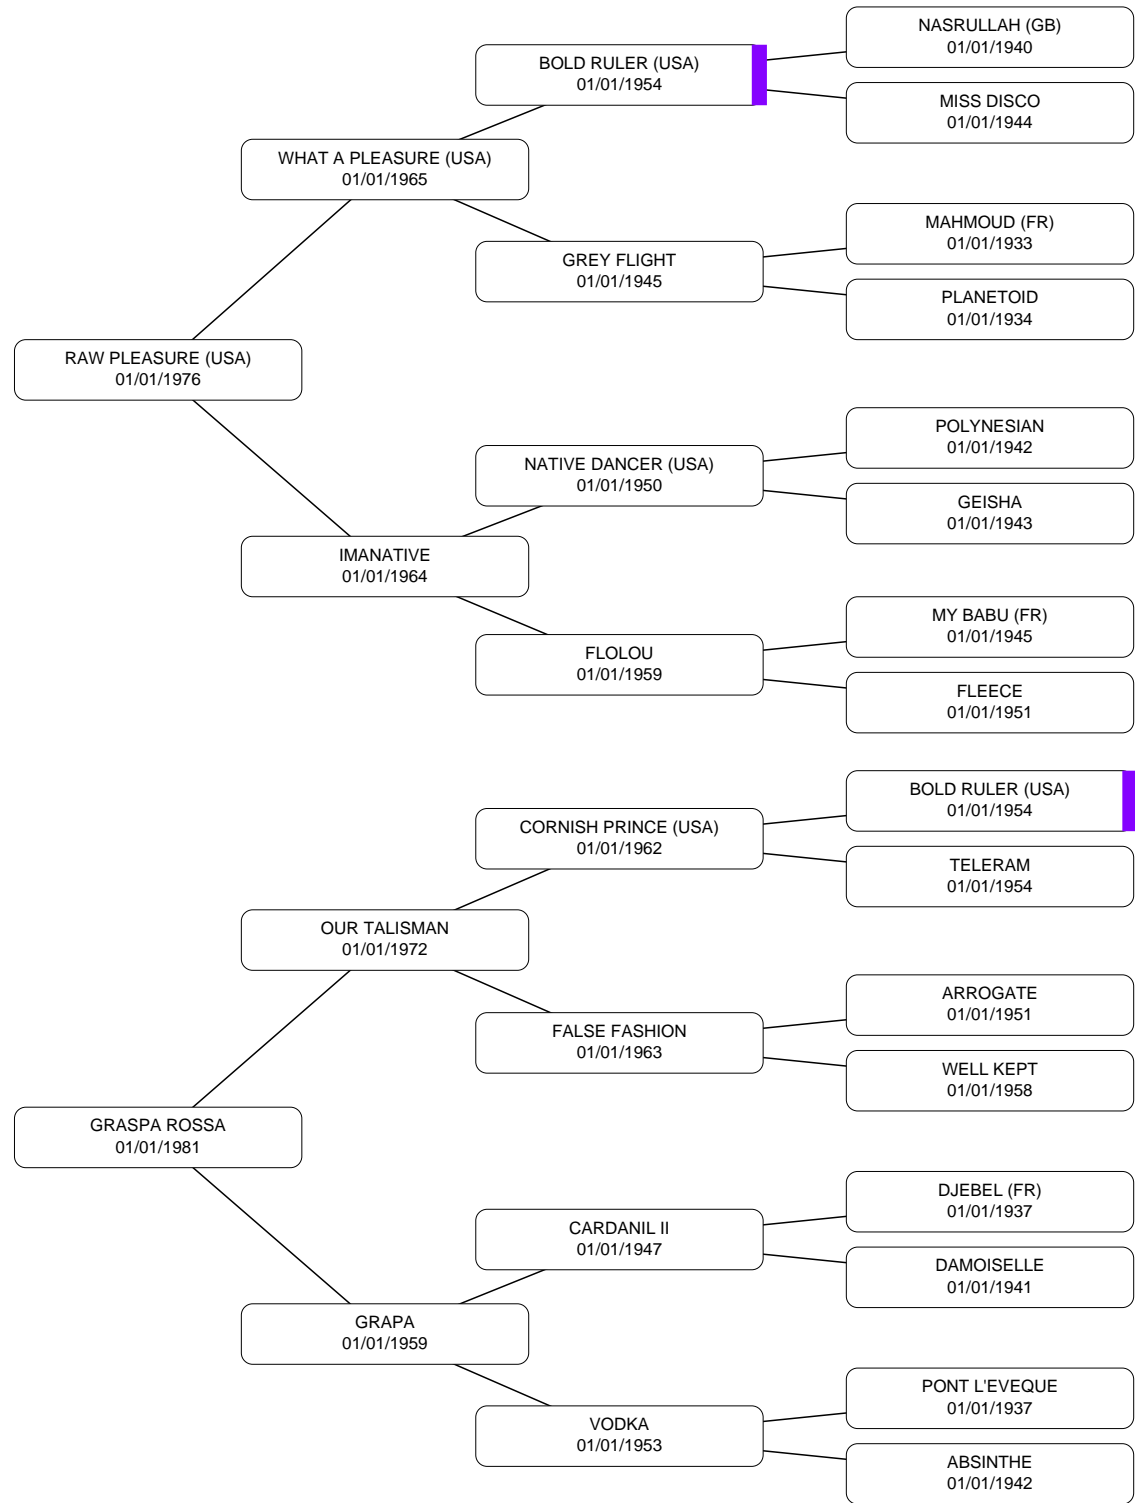 NASRULLAH (GB)
01/01/1940
BOLD RULER (USA)
01/01/1954
MISS DISCO
01/01/1944
WHAT A PLEASURE (USA)
01/01/1965
MAHMOUD (FR)
01/01/1933
GREY FLIGHT
01/01/1945
PLANETOID
01/01/1934
RAW PLEASURE (USA)
01/01/1976
POLYNESIAN
01/01/1942
NATIVE DANCER (USA)
01/01/1950
GEISHA
01/01/1943
IMANATIVE
01/01/1964
MY BABU (FR)
01/01/1945
FLOLOU
01/01/1959
FLEECE
01/01/1951
BOLD RULER (USA)
01/01/1954
CORNISH PRINCE (USA)
01/01/1962
TELERAM
01/01/1954
OUR TALISMAN
01/01/1972
ARROGATE
01/01/1951
FALSE FASHION
01/01/1963
WELL KEPT
01/01/1958
GRASPA ROSSA
01/01/1981
DJEBEL (FR)
01/01/1937
CARDANIL II
01/01/1947
DAMOISELLE
01/01/1941
GRAPA
01/01/1959
PONT L'EVEQUE
01/01/1937
VODKA
01/01/1953
ABSINTHE
01/01/1942